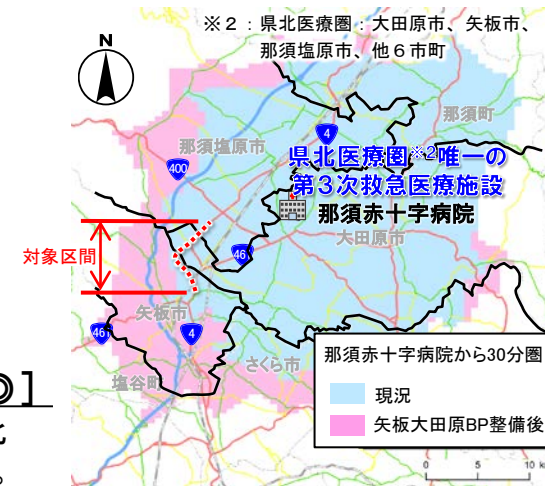 ※２：県北医療圏：大田原市、矢板市、
那須塩原市、他６市町
N
那須町
4
那須塩原市
400
県北医療圏※2唯一の
第３次救急医療施設
那須赤十字病院
大田原市
461
対象区間
矢板市
461
4
さくら市
塩谷町
那須赤十字病院から30分圏
現況
矢板大田原BP整備後
0 5 10
］
。